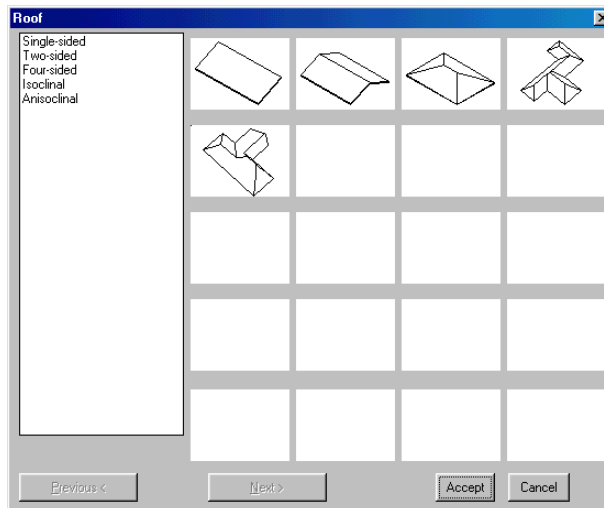 Roof
Single-sided
Two-sided
Four-sided
Isoclinal
Anisoclinal
Previous <
Next >
Accept
Cancel